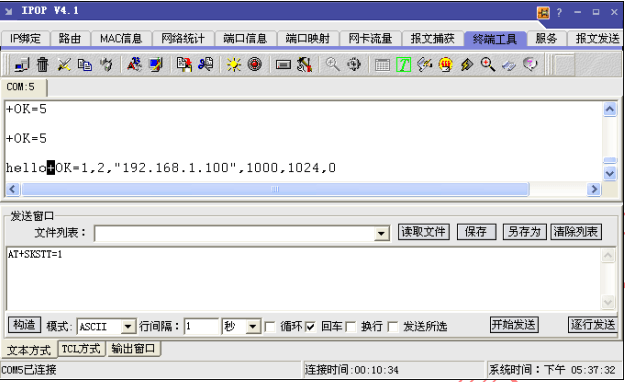 IPOP V4.1
IP绑定 路由 MAC信息 网络统计 端口信息 端口映射 网卡流量 报文捕获 终端工具 服务 报文发送
COM:5
+OK=5
+OK=5
hello+OK=1,2,"192.168.1.100",1000,1024,0
发送窗口
文件列表: 读取文件 保存 另存为 清除列表
AT+SKSTT=1
构造 模式: ASCII 行间隔: 1 秒 循环 回车 换行 发送所选 开始发送 逐行发送
文本方式 TCL方式 输出窗口
COM5已连接 连接时间:00:10:34 系统时间:下午 05:37:32